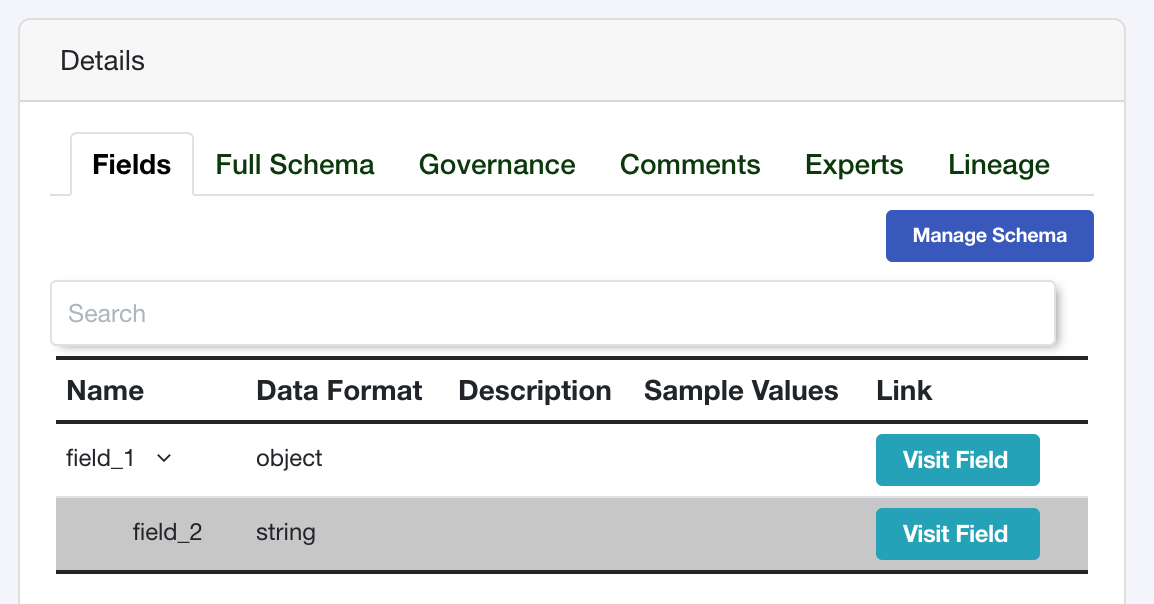 Details
Fields Full Schema Governance Comments Experts Lineage
Manage Schema
Search
Name Data Format Description Sample Values Link
field_1 object Visit Field
field_2 string Visit Field